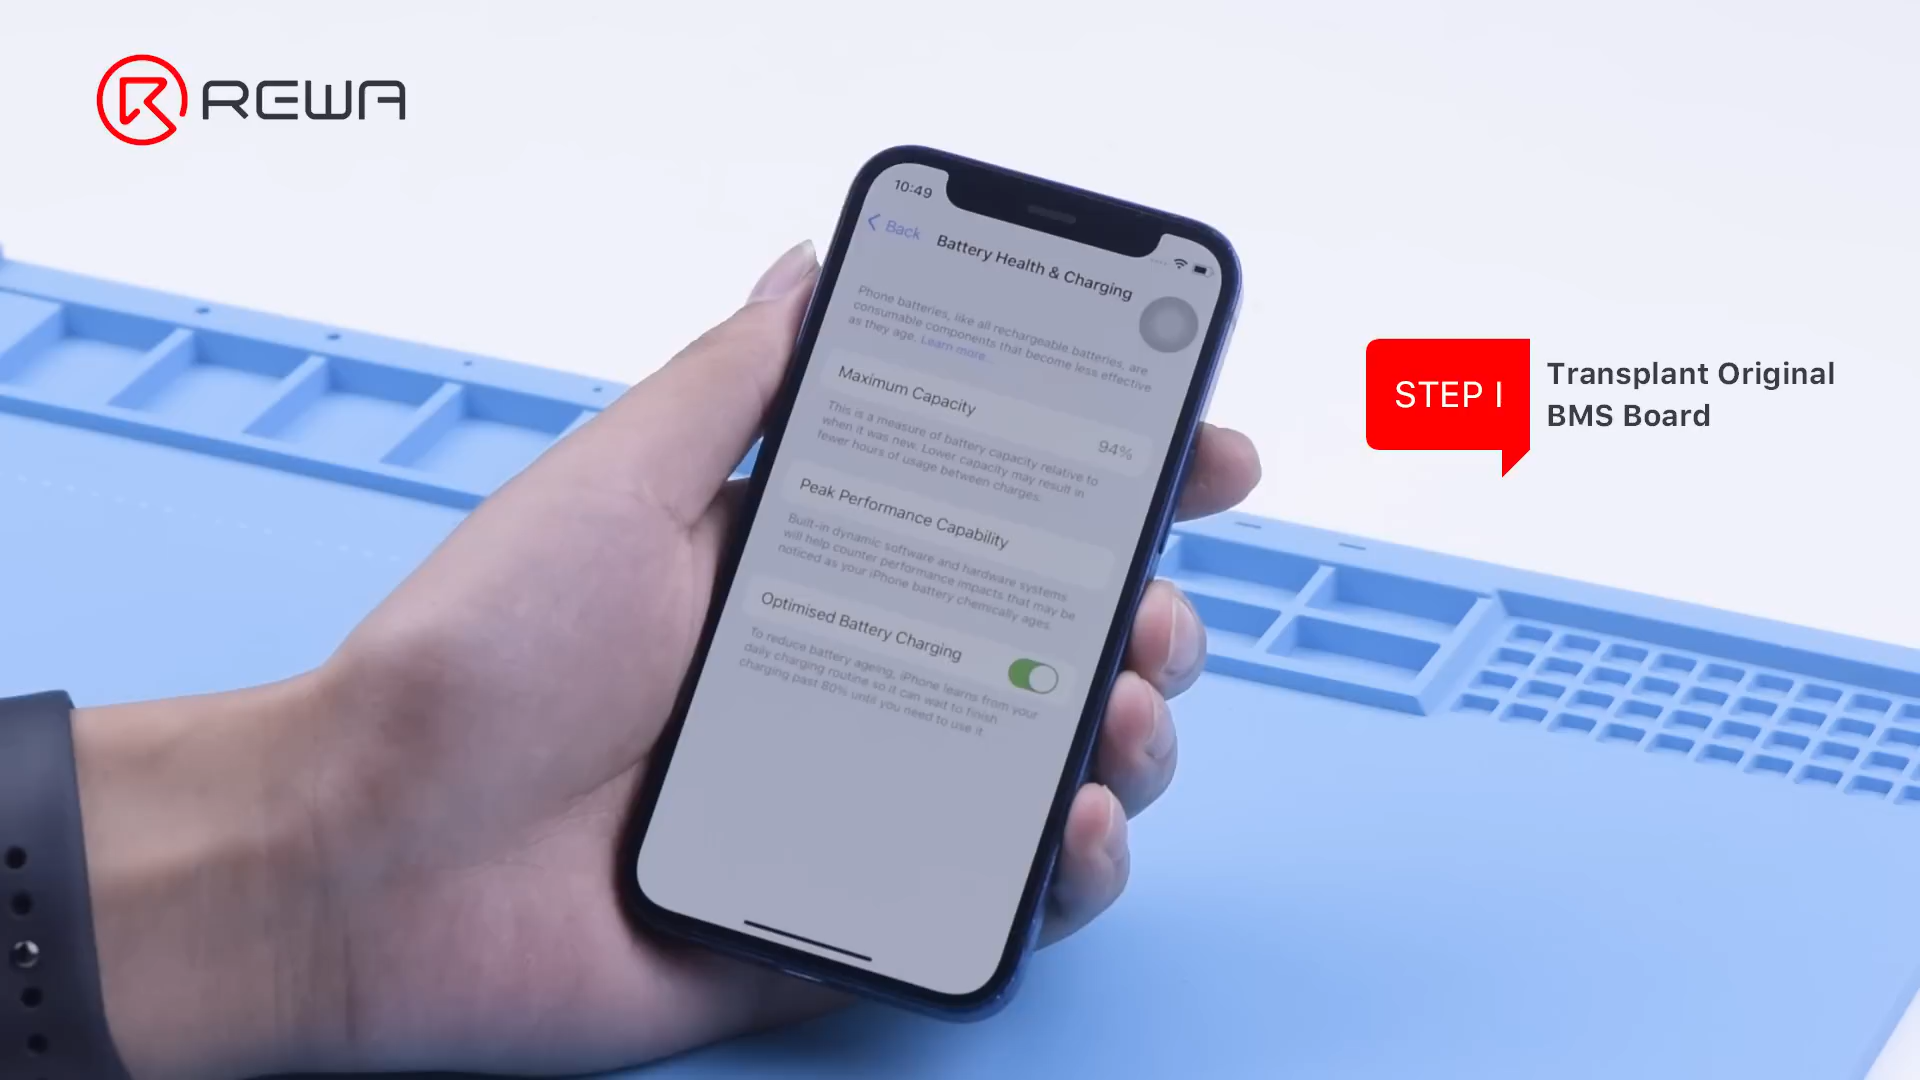 REWA
10:49
Back
Battery Health & Charging
Phone batteries, like all rechargeable batteries, are
consumable components that become less effective
as they age. Learn more...
Maximum Capacity
94%
This is a measure of battery capacity relative to
when it was new. Lower capacity may result in
fewer hours of usage between charges.
Peak Performance Capability
Built-in dynamic software and hardware systems
will help counter performance impacts that may be
noticed as your iPhone battery chemically ages.
Optimised Battery Charging
To reduce battery ageing, iPhone learns from your
daily charging routine so it can wait to finish
charging past 80% until you need to use it.
STEP I
Transplant Original
BMS Board